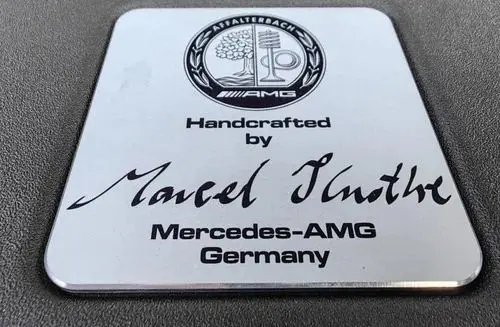 AFFALTERBACH
AMG
Handcrafted
by
Marcel
Mercedes-AMG
Germany